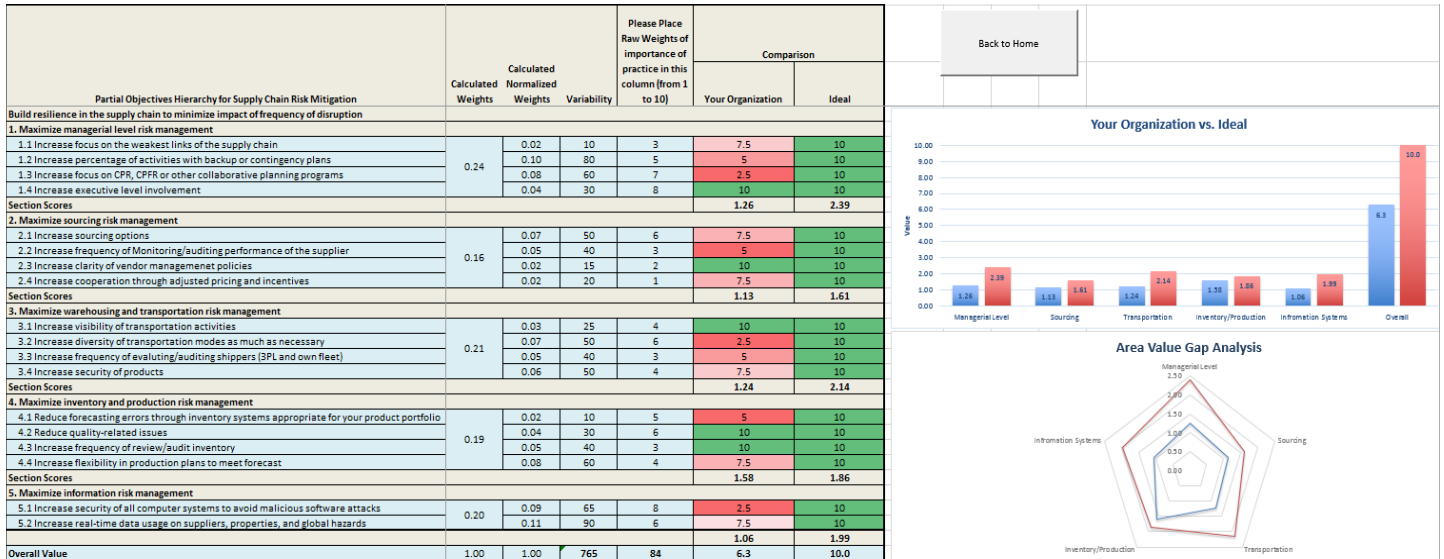 Partial Objectives Hierarchy for Supply Chain Risk Mitigation
Calculated Weights
Calculated Normalized Weights
Variability
Please Place Raw Weights of importance of practice in this column (from 1 to 10)
Comparison
Your Organization
Ideal
Build resilience in the supply chain to minimize impact of frequency of disruption
1. Maximize managerial level risk management
1.1 Increase focus on the weakest links of the supply chain 0.02 10 3 7.5 10
1.2 Increase percentage of activities with backup or contingency plans 0.10 80 5 5 10
0.24
1.3 Increase focus on CPR, CPFR or other collaborative planning programs 0.08 60 7 2.5 10
1.4 Increase executive level involvement 0.04 30 8 10 10
Section Scores 1.26 2.39
2. Maximize sourcing risk management
2.1 Increase sourcing options 0.07 50 6 7.5 10
2.2 Increase frequency of Monitoring/auditing performance of the supplier 0.05 40 3 5 10
0.16
2.3 Increase clarity of vendor managemenet policies 0.02 15 2 10 10
2.4 Increase cooperation through adjusted pricing and incentives 0.02 20 1 7.5 10
Section Scores 1.13 1.61
3. Maximize warehousing and transportation risk management
3.1 Increase visibility of transportation activities 0.03 25 4 10 10
3.2 Increase diversity of transportation modes as much as necessary 0.07 50 6 2.5 10
0.21
3.3 Increase frequency of evaluting/auditing shippers (3PL and own fleet) 0.05 40 3 5 10
3.4 Increase security of products 0.06 50 4 7.5 10
Section Scores 1.24 2.14
4. Maximize inventory and production risk management
4.1 Reduce forecasting errors through inventory systems appropriate for your product portfolio 0.02 10 5 5 10
4.2 Reduce quality-related issues 0.04 30 6 10 10
0.19
4.3 Increase frequency of review/audit inventory 0.05 40 3 10 10
4.4 Increase flexibility in production plans to meet forecast 0.08 60 4 7.5 10
Section Scores 1.58 1.86
5. Maximize information risk management
5.1 Increase security of all computer systems to avoid malicious software attacks 0.09 65 8 2.5 10
0.20
5.2 Increase real-time data usage on suppliers, properties, and global hazards 0.11 90 6 7.5 10
1.06 1.99
Overall Value 1.00 1.00 765 84 6.3 10.0
Back to Home
Your Organization vs. Ideal
Value
10.00
9.00
8.00
7.00
6.00
5.00
4.00
3.00
2.00
1.00
0.00
1.26 2.39
1.13 1.61
1.24 2.14
1.58 1.86
1.06 1.99
6.3 10.0
Managerial Level Sourcing Transportation Inventory/Production Infromation Systems Overall
Area Value Gap Analysis
Managerial Level
2.50
2.00
1.50
1.00
0.50
0.00
Infromation Systems
Sourcing
Inventory/Production
Transportation